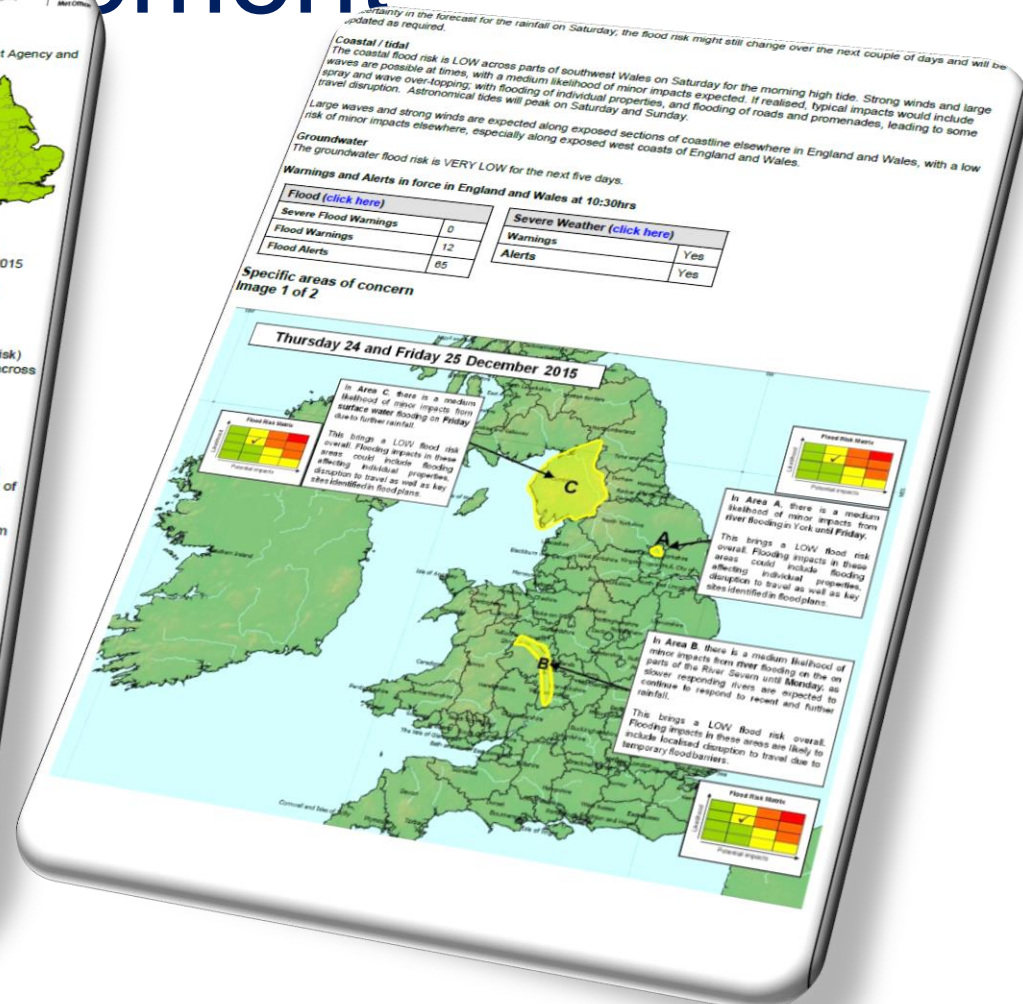 Met Office
Agency and
2015
risk)
across
of
certainty in the forecast for the rainfall on Saturday, the flood risk might still change over the next couple of days and will be
updated as required.
Coastal / tidal
The coastal flood risk is LOW across parts of southwest Wales on Saturday for the morning high tide. Strong winds and large
waves are possible at times, with a medium likelihood of minor impacts expected. If realised, typical impacts would include
spray and wave over-topping; with flooding of individual properties, and flooding of roads and promenades, leading to some
travel disruption. Astronomical tides will peak on Saturday and Sunday.
Large waves and strong winds are expected along exposed sections of coastline elsewhere in England and Wales, with a low
risk of minor impacts elsewhere, especially along exposed west coasts of England and Wales.
Groundwater
The groundwater flood risk is VERY LOW for the next five days.
Warnings and Alerts in force in England and Wales at 10:30hrs
Flood (click here)
Severe Flood Warnings 0
Flood Warnings 12
Flood Alerts 65
Severe Weather (click here)
Warnings Yes
Alerts Yes
Specific areas of concern
Image 1 of 2
Thursday 24 and Friday 25 December 2015
In Area C, there is a medium
likelihood of minor impacts from
surface water flooding on Friday
due to further rainfall.
This brings a LOW flood risk
overall. Flooding impacts in these
areas could include flooding
affecting individual properties,
disruption to travel as well as key
sites identified in flood plans.
Flood Risk Matrix
Likelihood
Potential impacts
C
Flood Risk Matrix
Likelihood
Potential impacts
In Area A, there is a medium
likelihood of minor impacts from
river flooding in York until Friday.
This brings a LOW flood risk
overall. Flooding impacts in these
areas could include flooding
affecting individual properties,
disruption to travel as well as key
sites identified in flood plans.
A
B
In Area B, there is a medium likelihood of
minor impacts from river flooding on the on
parts of the River Severn until Monday, as
slower responding rivers are expected to
continue to respond to recent and further
rainfall.
This brings a LOW flood risk overall.
Flooding impacts in these areas are likely to
include localised disruption to travel due to
temporary flood barriers.
Flood Risk Matrix
Likelihood
Potential impacts